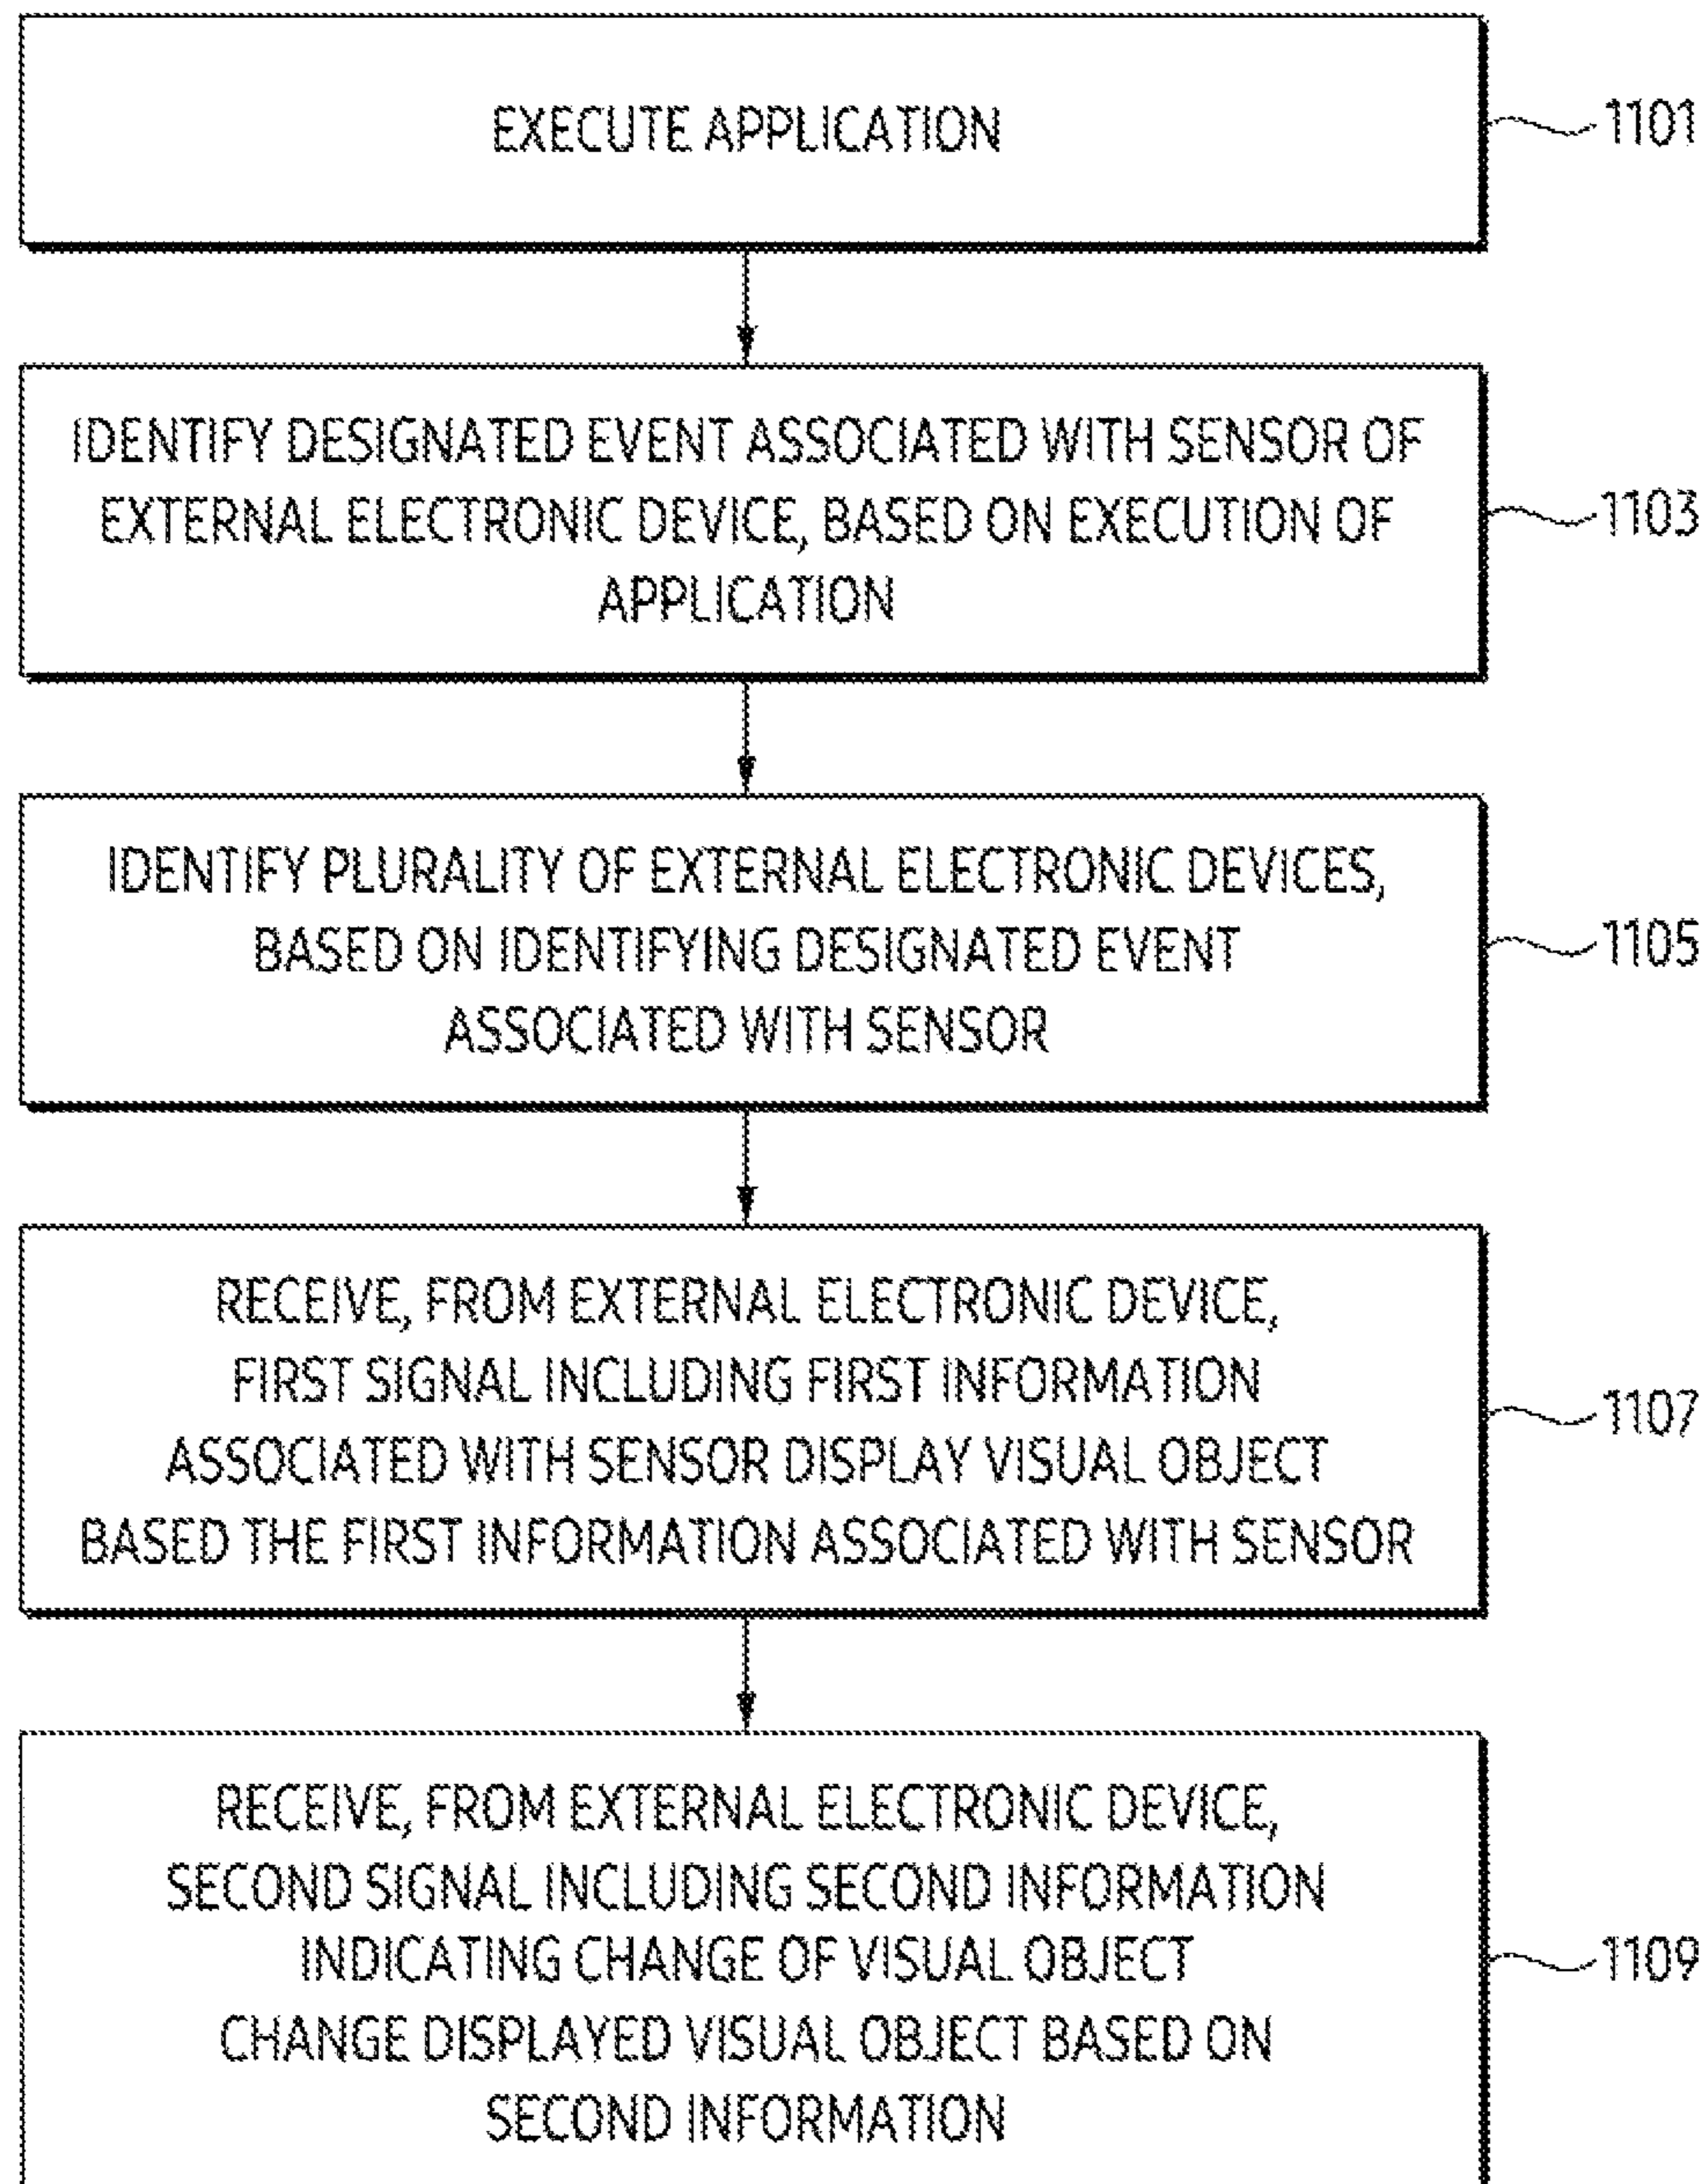 EXECUTE APPLICATION
1101
IDENTIFY DESIGNATED EVENT ASSOCIATED WITH SENSOR OF
EXTERNAL ELECTRONIC DEVICE, BASED ON EXECUTION OF
APPLICATION
1103
IDENTIFY PLURALITY OF EXTERNAL ELECTRONIC DEVICES,
BASED ON IDENTIFYING DESIGNATED EVENT
ASSOCIATED WITH SENSOR
1105
RECEIVE, FROM EXTERNAL ELECTRONIC DEVICE,
FIRST SIGNAL INCLUDING FIRST INFORMATION
ASSOCIATED WITH SENSOR DISPLAY VISUAL OBJECT
BASED THE FIRST INFORMATION ASSOCIATED WITH SENSOR
1107
RECEIVE, FROM EXTERNAL ELECTRONIC DEVICE,
SECOND SIGNAL INCLUDING SECOND INFORMATION
INDICATING CHANGE OF VISUAL OBJECT
CHANGE DISPLAYED VISUAL OBJECT BASED ON
SECOND INFORMATION
1109